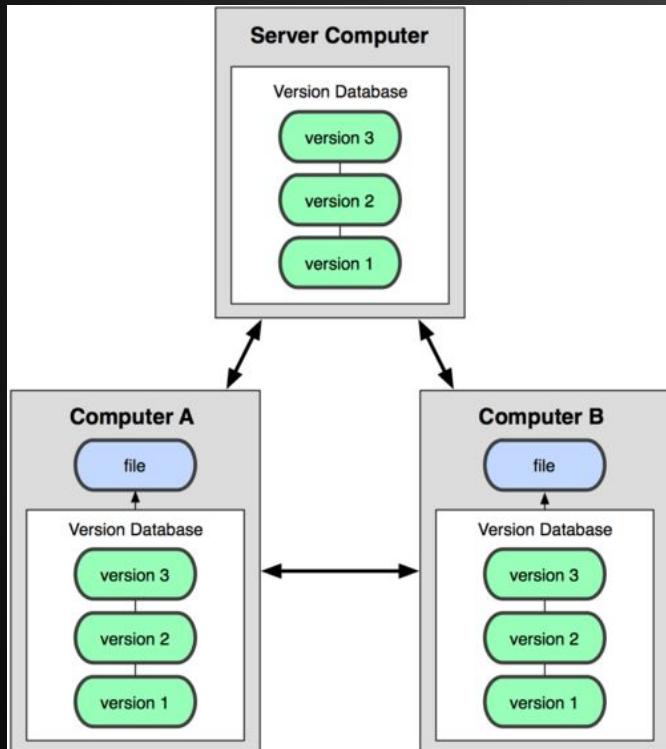 Server Computer
Version Database
version 3
version 2
version 1
Computer A
file
Version Database
version 3
version 2
version 1
Computer B
file
Version Database
version 3
version 2
version 1